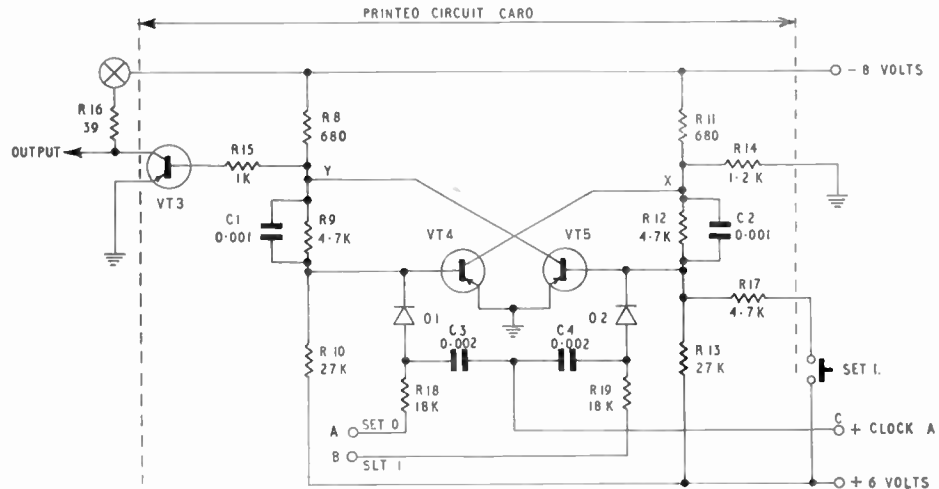 PRINTED CIRCUIT CARD
- 8 VOLTS
R16
39
R8
680
R11
680
OUTPUT
R15
1K
R14
1·2 K
Y
X
VT3
C1
0·001
R9
4·7K
VT4
VT5
R12
4·7K
C2
0·001
R17
4·7K
D1
D2
C3
0·002
C4
0·002
R10
27K
R13
27K
SET 1.
R18
18K
R19
18K
A
SET 0
C
+ CLOCK A
B
SLT 1
+ 6 VOLTS